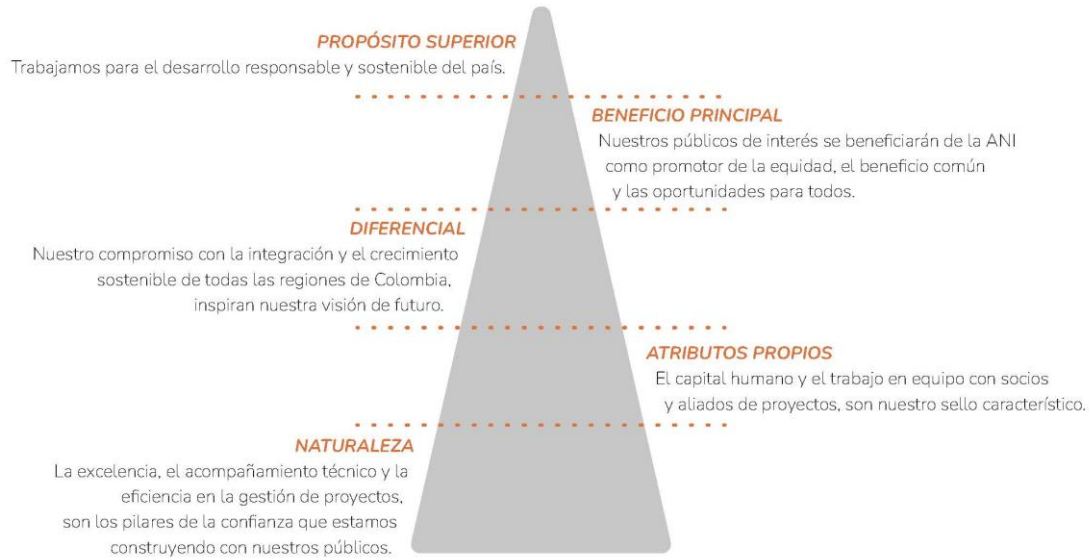 PROPÓSITO SUPERIOR
Trabajamos para el desarrollo responsable y sostenible del país.
BENEFICIO PRINCIPAL
Nuestros públicos de interés se beneficiarán de la ANI
como promotor de la equidad, el beneficio común
y las oportunidades para todos.
DIFERENCIAL
Nuestro compromiso con la integración y el crecimiento
sostenible de todas las regiones de Colombia,
inspiran nuestra visión de futuro.
ATRIBUTOS PROPIOS
El capital humano y el trabajo en equipo con socios
y aliados de proyectos, son nuestro sello característico.
NATURALEZA
La excelencia, el acompañamiento técnico y la
eficiencia en la gestión de proyectos,
son los pilares de la confianza que estamos
construyendo con nuestros públicos.